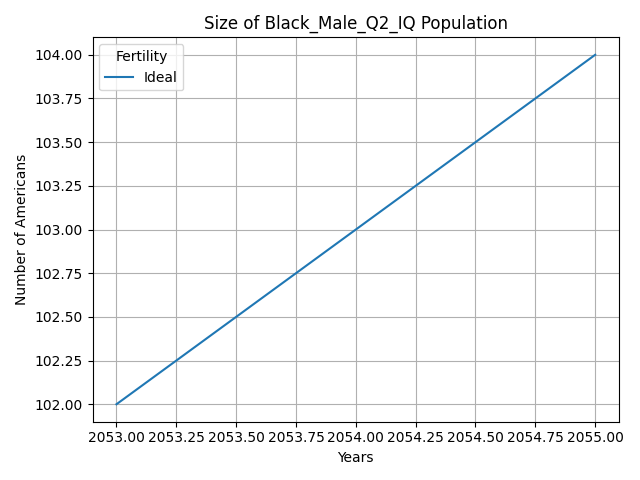 Size of Black_Male_Q2_IQ Population
Fertility
Ideal
Number of Americans
104.00
103.75
103.50
103.25
103.00
102.75
102.50
102.25
102.00
2053.00 2053.25 2053.50 2053.75 2054.00 2054.25 2054.50 2054.75 2055.00
Years